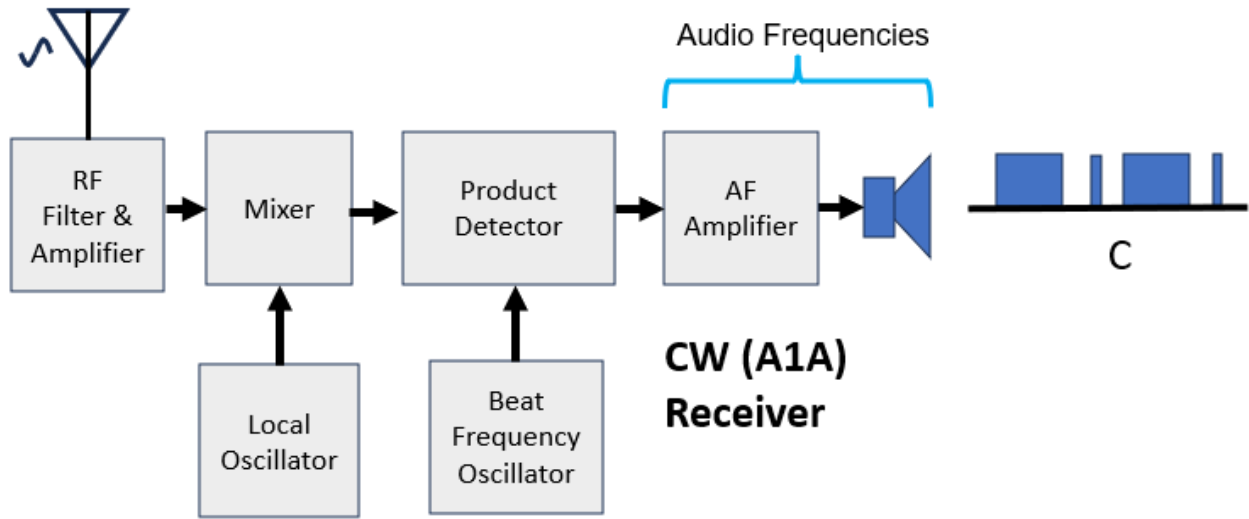 Audio Frequencies
RF
Filter &
Amplifier
Mixer
Product
Detector
AF
Amplifier
C
Local
Oscillator
Beat
Frequency
Oscillator
CW (A1A)
Receiver